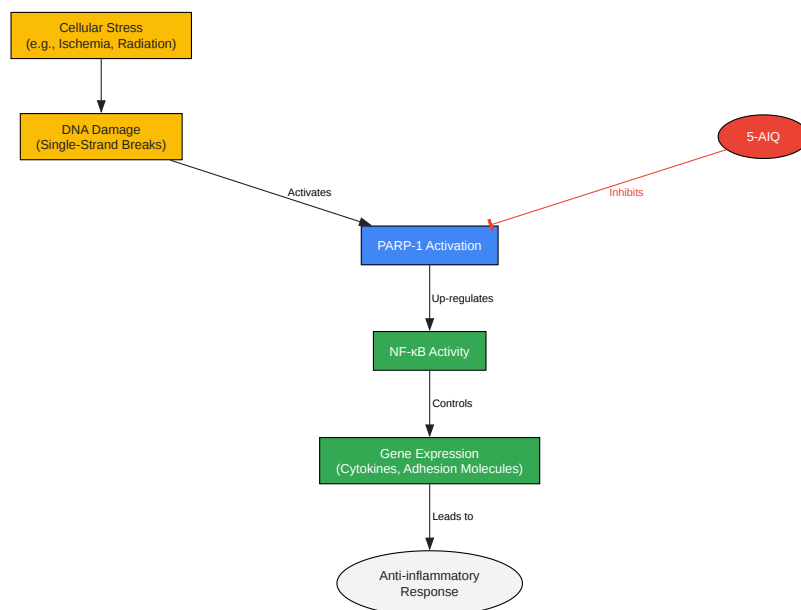 Cellular Stress
(e.g., Ischemia, Radiation)
DNA Damage
(Single-Strand Breaks)
5-AIQ
Activates
Inhibits
PARP-1 Activation
Up-regulates
NF-κB Activity
Controls
Gene Expression
(Cytokines, Adhesion Molecules)
Leads to
Anti-inflammatory
Response